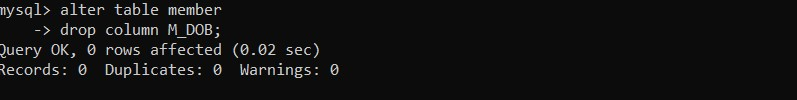 mysql> alter table member
-> drop column M_DOB;
Query OK, 0 rows affected (0.02 sec)
Records: 0  Duplicates: 0  Warnings: 0